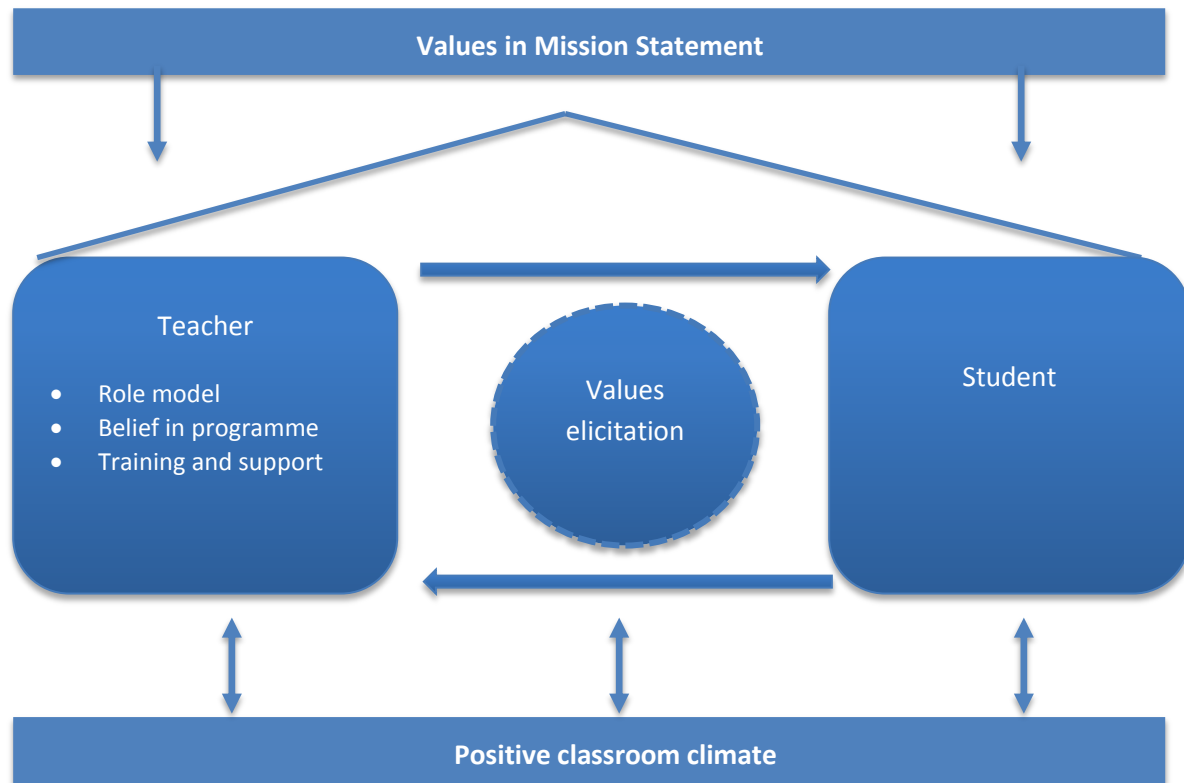 Values in Mission Statement
Teacher
• Role model
• Belief in programme
• Training and support
Values
elicitation
Student
Positive classroom climate